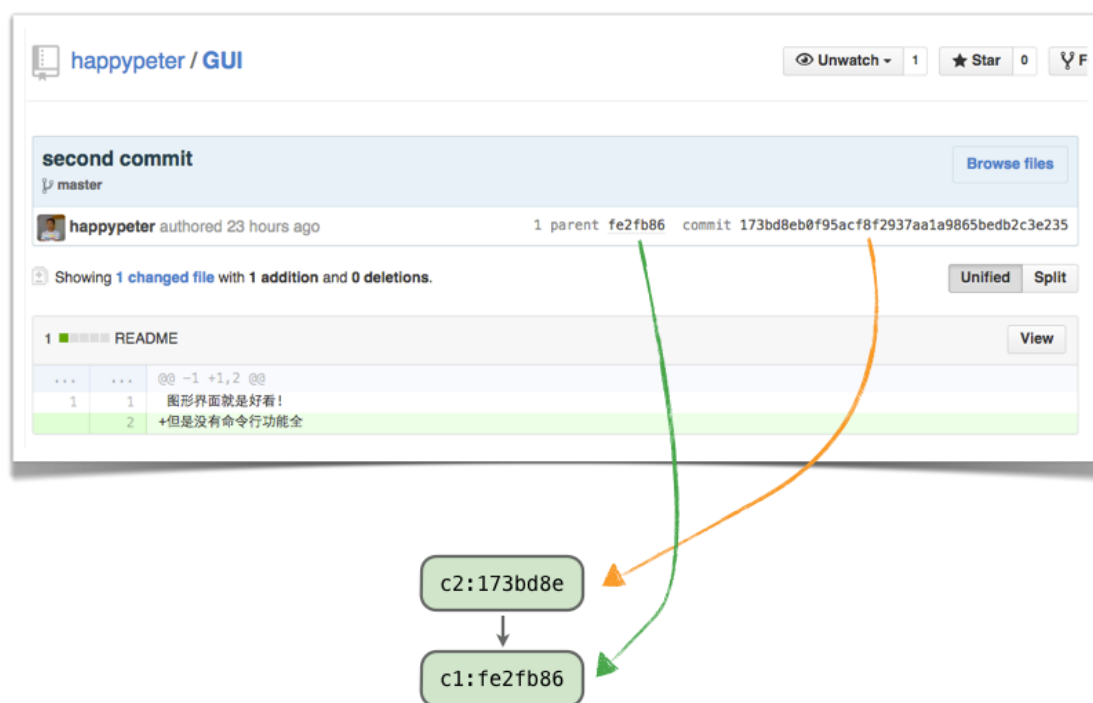 happypeter / GUI
Unwatch 1 Star 0 F
second commit
master
Browse files
happypeter authored 23 hours ago 1 parent fe2fb86 commit 173bd8eb0f95acf8f2937aa1a9865bedb2c3e235
Showing 1 changed file with 1 addition and 0 deletions. Unified Split
1 README View
... ... @@ -1 +1,2 @@
1 1 图形界面就是好看!
2 +但是没有命令行功能全
c2:173bd8e
c1:fe2fb86